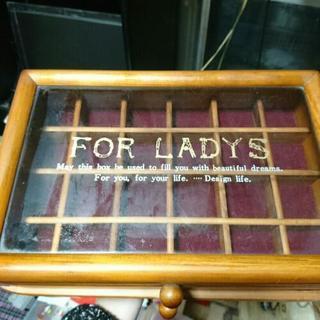 FOR LADYS
May this box be used to fill you with beautiful dreams.
For you, for your life. ···· Design life.